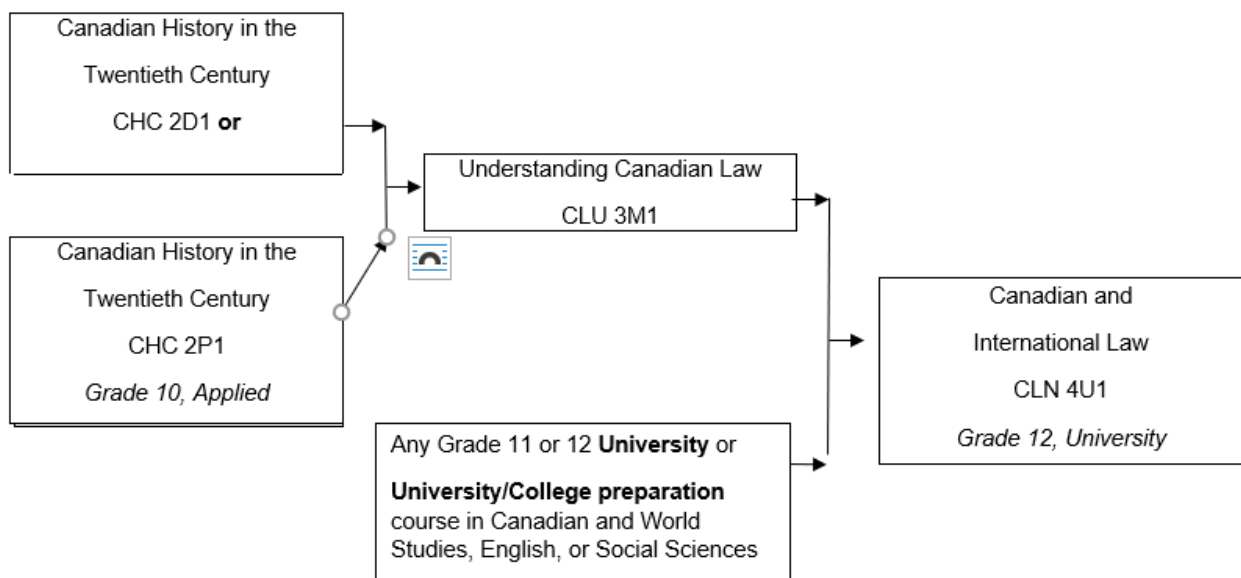 Canadian History in the
Twentieth Century
CHC 2D1 or
Canadian History in the
Twentieth Century
CHC 2P1
Grade 10, Applied
Understanding Canadian Law
CLU 3M1
Any Grade 11 or 12 University or
University/College preparation
course in Canadian and World
Studies, English, or Social Sciences
Canadian and
International Law
CLN 4U1
Grade 12, University